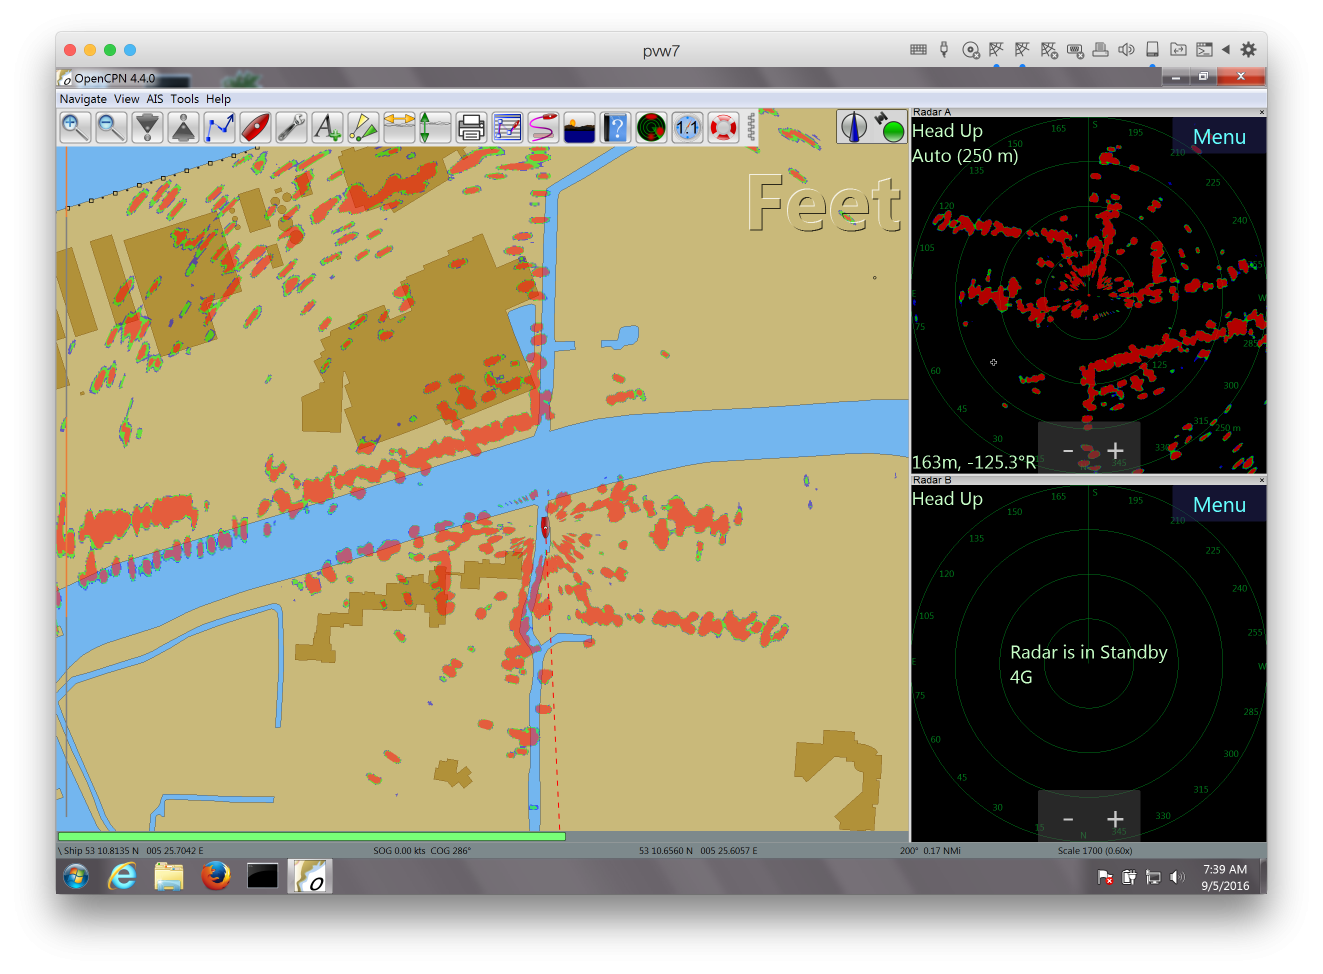 pvw7
OpenCPN 4.4.0
Navigate View AIS Tools Help
Feet
1:1
Radar A
Head Up
Auto (250 m)
Menu
165 S 195
150 210
135 225
120 240
105 255
E W
75 285
60 300
45 315
30 330
345
125
250 m
163m, -125.3°R
- +
Radar B
Head Up
Menu
165 S 195
150 210
135 225
120 240
105 255
E W
75 285
60 300
45 315
30 330
15 N 345
Radar is in Standby
4G
- +
\ Ship 53 10.8135 N 005 25.7042 E SOG 0.00 kts COG 286° 53 10.6560 N 005 25.6057 E 200° 0.17 NMi Scale 1700 (0.60x)
7:39 AM
9/5/2016